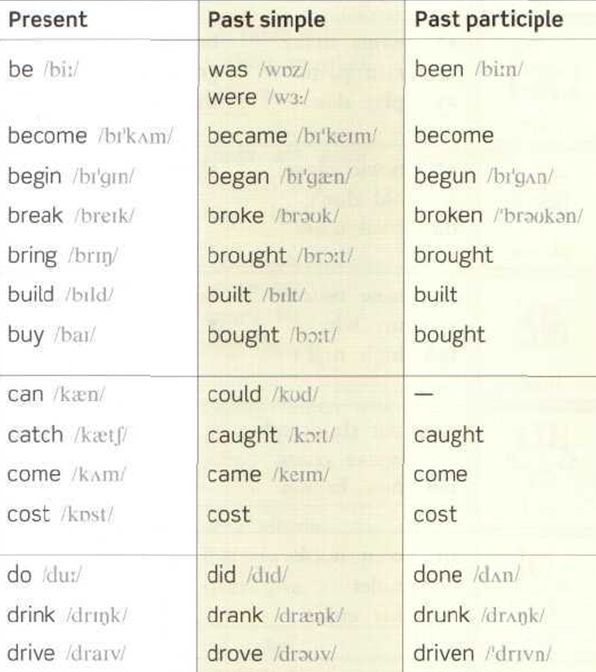 Present Past simple Past participle
be /biː/ was /wɒz/ been /biːn/
were /wɜː/
become /bɪˈkʌm/ became /bɪˈkeɪm/ become
begin /bɪˈɡɪn/ began /bɪˈɡæn/ begun /bɪˈɡʌn/
break /breɪk/ broke /brəʊk/ broken /ˈbrəʊkən/
bring /brɪŋ/ brought /brɔːt/ brought
build /bɪld/ built /bɪlt/ built
buy /baɪ/ bought /bɔːt/ bought
can /kæn/ could /kʊd/ —
catch /kætʃ/ caught /kɔːt/ caught
come /kʌm/ came /keɪm/ come
cost /kɒst/ cost cost
do /duː/ did /dɪd/ done /dʌn/
drink /drɪŋk/ drank /dræŋk/ drunk /drʌŋk/
drive /draɪv/ drove /drəʊv/ driven /ˈdrɪvn/